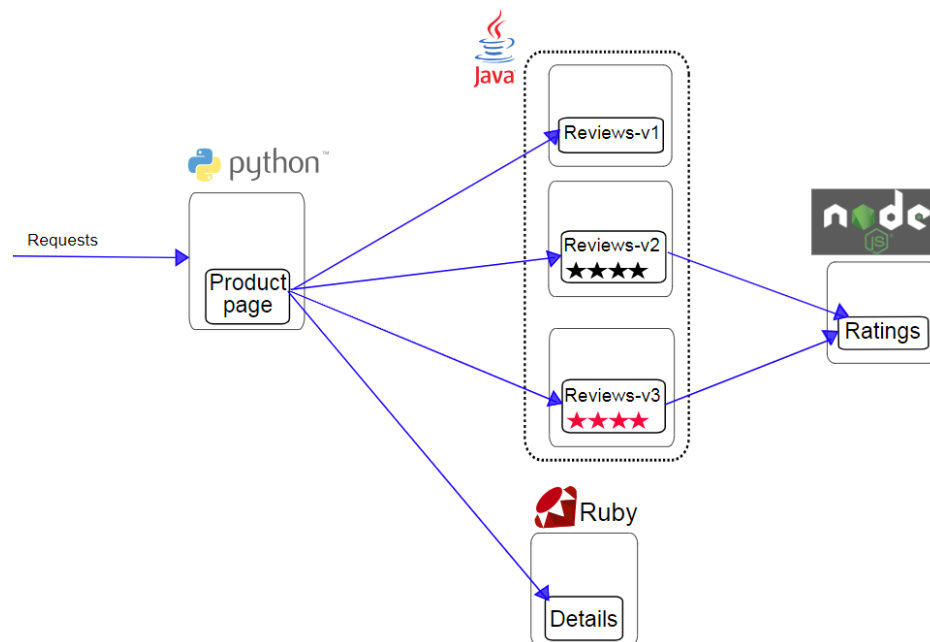 Java
Reviews-v1
python™
node
JS
Requests
Reviews-v2
Product
page
Ratings
Reviews-v3
Ruby
Details